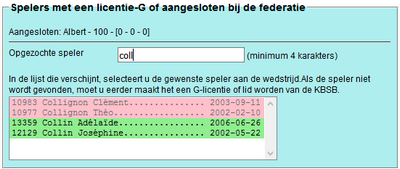 Spelers met een licentie-G of aangesloten bij de federatie
Aangesloten: Albert - 100 - [0 - 0 - 0]
Opgezochte speler coll (minimum 4 karakters)
In de lijst die verschijnt, selecteert u de gewenste speler aan de wedstrijd.Als de speler niet
wordt gevonden, moet u eerder maakt het een G-licentie of lid worden van de KBSB.
10983 Collignon Clément.............. 2003-09-11
10977 Collignon Théo................. 2002-02-10
13359 Collin Adélaïde................ 2006-06-26
12129 Collin Joséphine............... 2002-05-22